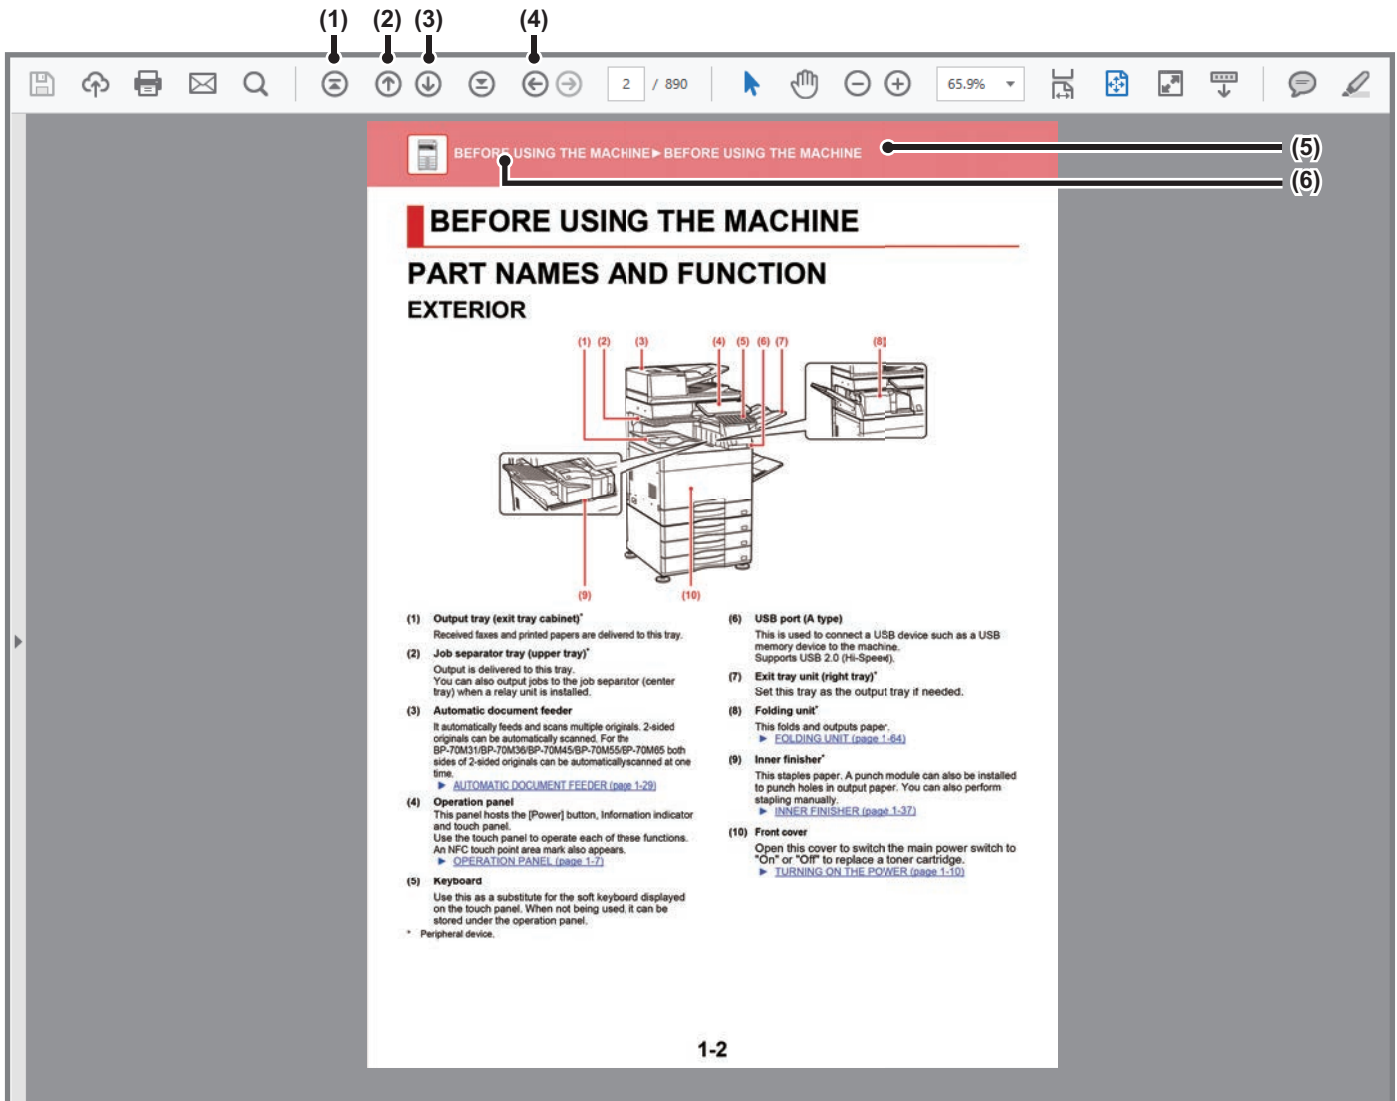 (1) (2) (3) (4)
2 / 890 65.9%
BEFORE USING THE MACHINE►BEFORE USING THE MACHINE
(5)
(6)
BEFORE USING THE MACHINE
PART NAMES AND FUNCTION
EXTERIOR
(1) (2) (3) (4) (5) (6) (7) (8)
(9) (10)
(1) Output tray (exit tray cabinet)*
Received faxes and printed papers are delivered to this tray.
(2) Job separator tray (upper tray)*
Output is delivered to this tray.
You can also output jobs to the job separator (center
tray) when a relay unit is installed.
(3) Automatic document feeder
It automatically feeds and scans multiple originals. 2-sided
originals can be automatically scanned. For the
BP-70M31/BP-70M36/BP-70M45/BP-70M55/BP-70M65 both
sides of 2-sided originals can be automaticallyscanned at one
time.
► AUTOMATIC DOCUMENT FEEDER (page 1-29)
(4) Operation panel
This panel hosts the [Power] button, Information indicator
and touch panel.
Use the touch panel to operate each of these functions.
An NFC touch point area mark also appears.
► OPERATION PANEL (page 1-7)
(5) Keyboard
Use this as a substitute for the soft keyboard displayed
on the touch panel. When not being used, it can be
stored under the operation panel.
* Peripheral device.
(6) USB port (A type)
This is used to connect a USB device such as a USB
memory device to the machine.
Supports USB 2.0 (Hi-Speed).
(7) Exit tray unit (right tray)*
Set this tray as the output tray if needed.
(8) Folding unit*
This folds and outputs paper.
► FOLDING UNIT (page 1-64)
(9) Inner finisher*
This staples paper. A punch module can also be installed
to punch holes in output paper. You can also perform
stapling manually.
► INNER FINISHER (page 1-37)
(10) Front cover
Open this cover to switch the main power switch to
"On" or "Off" to replace a toner cartridge.
► TURNING ON THE POWER (page 1-10)
1-2